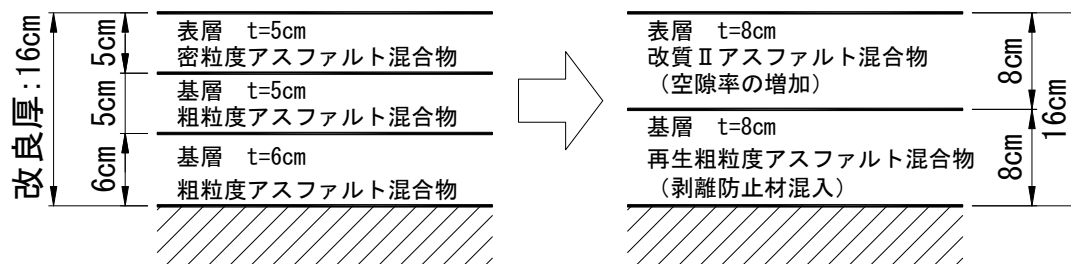 改良厚:16cm
5cm
5cm
6cm
表層 t=5cm
密粒度アスファルト混合物
基層 t=5cm
粗粒度アスファルト混合物
基層 t=6cm
粗粒度アスファルト混合物
表層 t=8cm
改質Ⅱアスファルト混合物
(空隙率の増加)
基層 t=8cm
再生粗粒度アスファルト混合物
(剥離防止材混入)
8cm
8cm
16cm